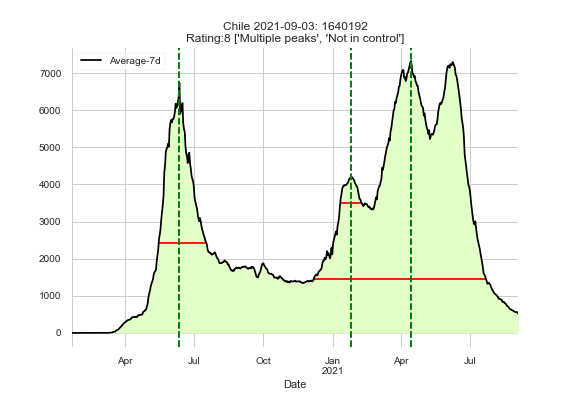 Chile 2021-09-03: 1640192
Rating:8 ['Multiple peaks', 'Not in control']
Average-7d
7000
6000
5000
4000
3000
2000
1000
0
Apr Jul Oct Jan Apr Jul
2021
Date